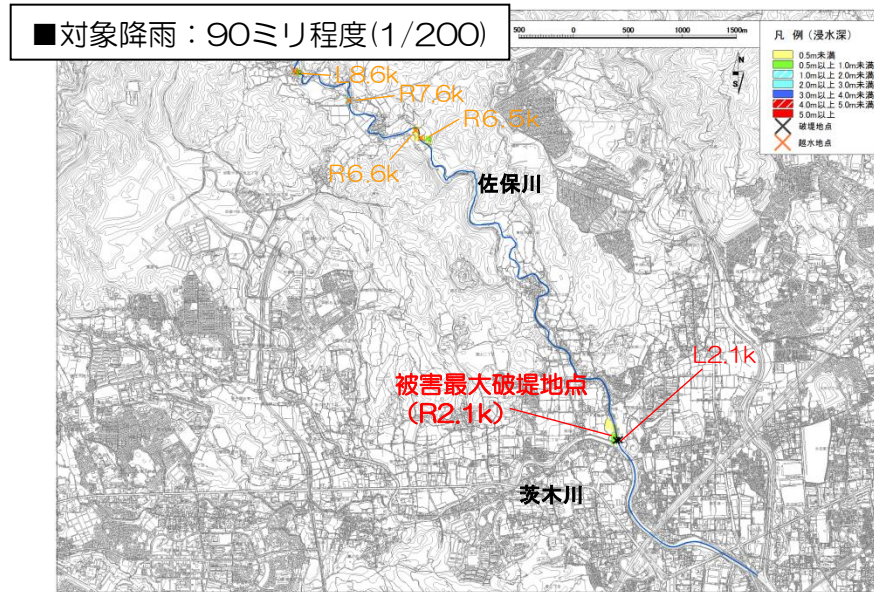 ■対象降雨：90ミリ程度(1/200)
500 0 500 1000 1500m
N
S
凡 例 (浸水深)
0.5m未満
0.5m以上 1.0m未満
1.0m以上 2.0m未満
2.0m以上 3.0m未満
3.0m以上 4.0m未満
4.0m以上 5.0m未満
5.0m以上
破堤地点
越水地点
L8.6k
R7.6k
R6.5k
R6.6k
佐保川
L2.1k
被害最大破堤地点
(R2.1k)
茨木川